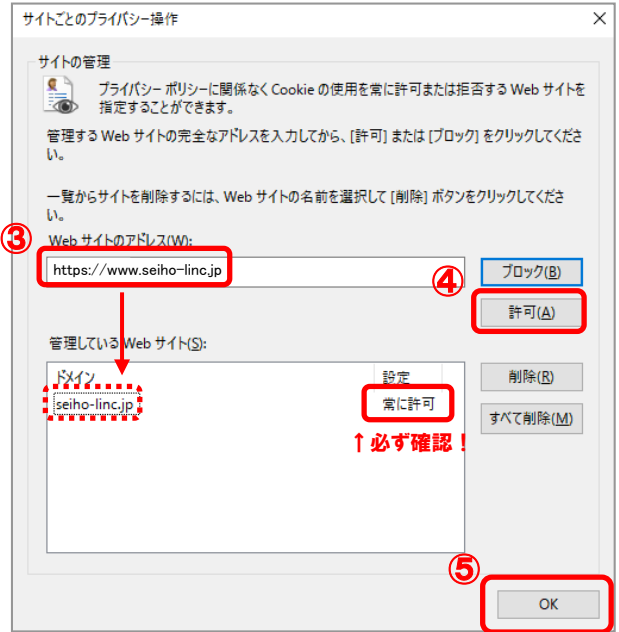 サイトごとのプライバシー操作
サイトの管理
プライバシー ポリシーに関係なく Cookie の使用を常に許可または拒否する Web サイトを
指定することができます。
管理する Web サイトの完全なアドレスを入力してから、[許可] または [ブロック] をクリックしてくださ
い。
一覧からサイトを削除するには、Web サイトの名前を選択して [削除] ボタンをクリックしてくださ
い。
③
Web サイトのアドレス(W):
https://www.seiho-linc.jp
④
ブロック(B)
許可(A)
管理している Web サイト(S):
ドメイン 設定
seiho-linc.jp 常に許可
削除(R)
すべて削除(M)
↑必ず確認！
⑤
OK